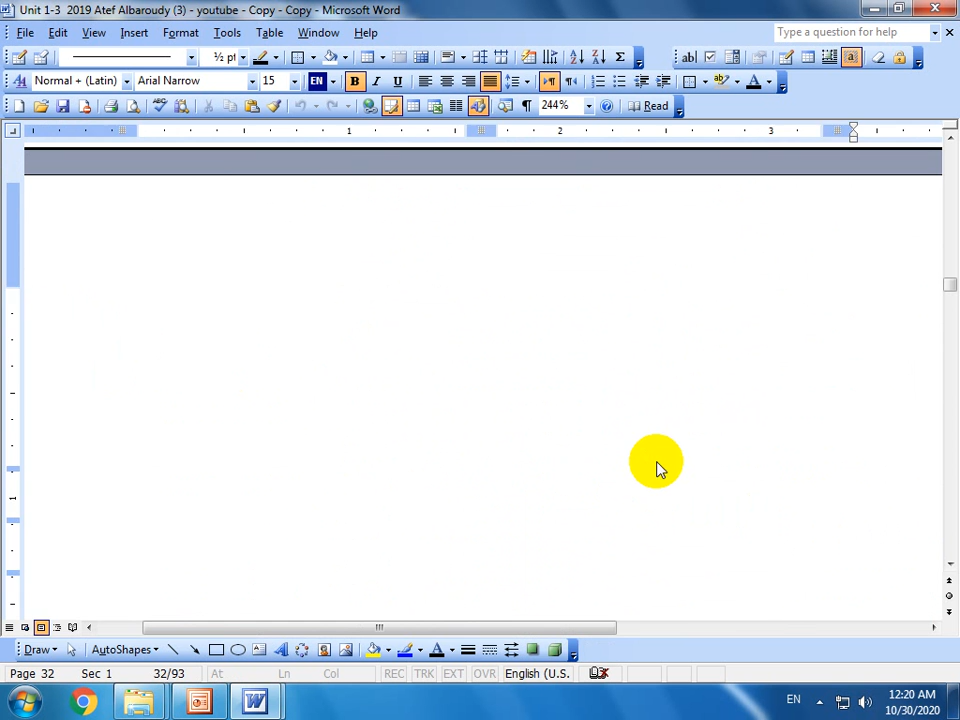 Unit 1-3  2019 Atef Albaroudy (3) - youtube - Copy - Copy - Microsoft Word
File Edit View Insert Format Tools Table Window Help Type a question for help
½ pt
Normal + (Latin) Arial Narrow 15 EN B I U
244% Read
1 2 3
1
Draw AutoShapes
Page 32 Sec 1 32/93 At Ln Col REC TRK EXT OVR English (U.S.
EN 12:20 AM
10/30/2020